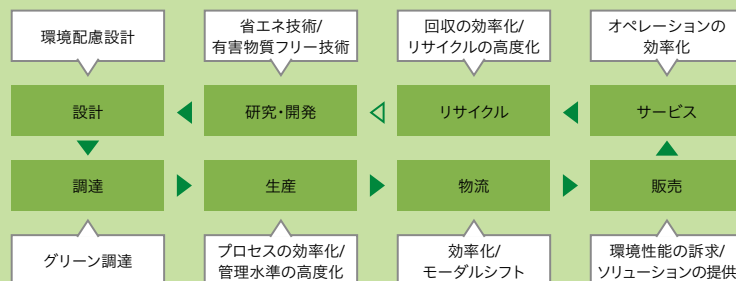 環境配慮設計
省エネ技術/
有害物質フリー技術
回収の効率化/
リサイクルの高度化
オペレーションの
効率化
設計
研究・開発
リサイクル
サービス
調達
生産
物流
販売
グリーン調達
プロセスの効率化/
管理水準の高度化
効率化/
モーダルシフト
環境性能の訴求/
ソリューションの提供